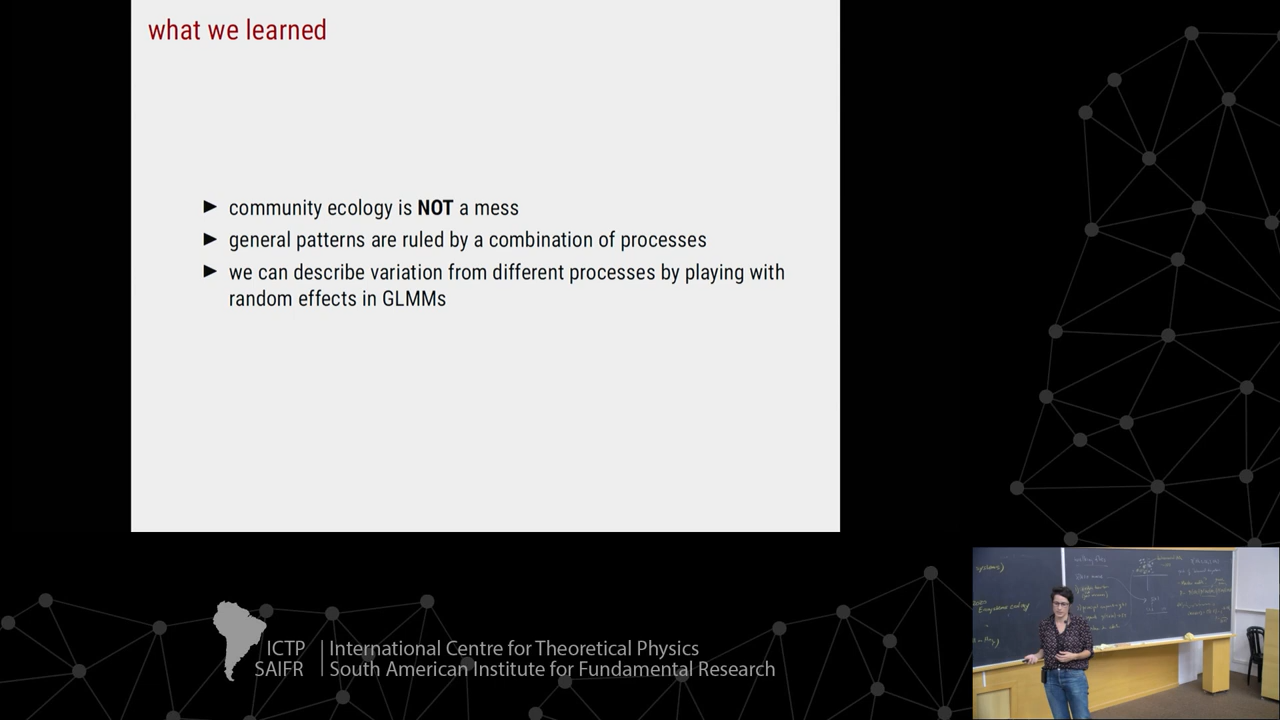 what we learned
► community ecology is NOT a mess
► general patterns are ruled by a combination of processes
► we can describe variation from different processes by playing with
random effects in GLMMs
ICTP
SAIFR
International Centre for Theoretical Physics
South American Institute for Fundamental Research
systems)